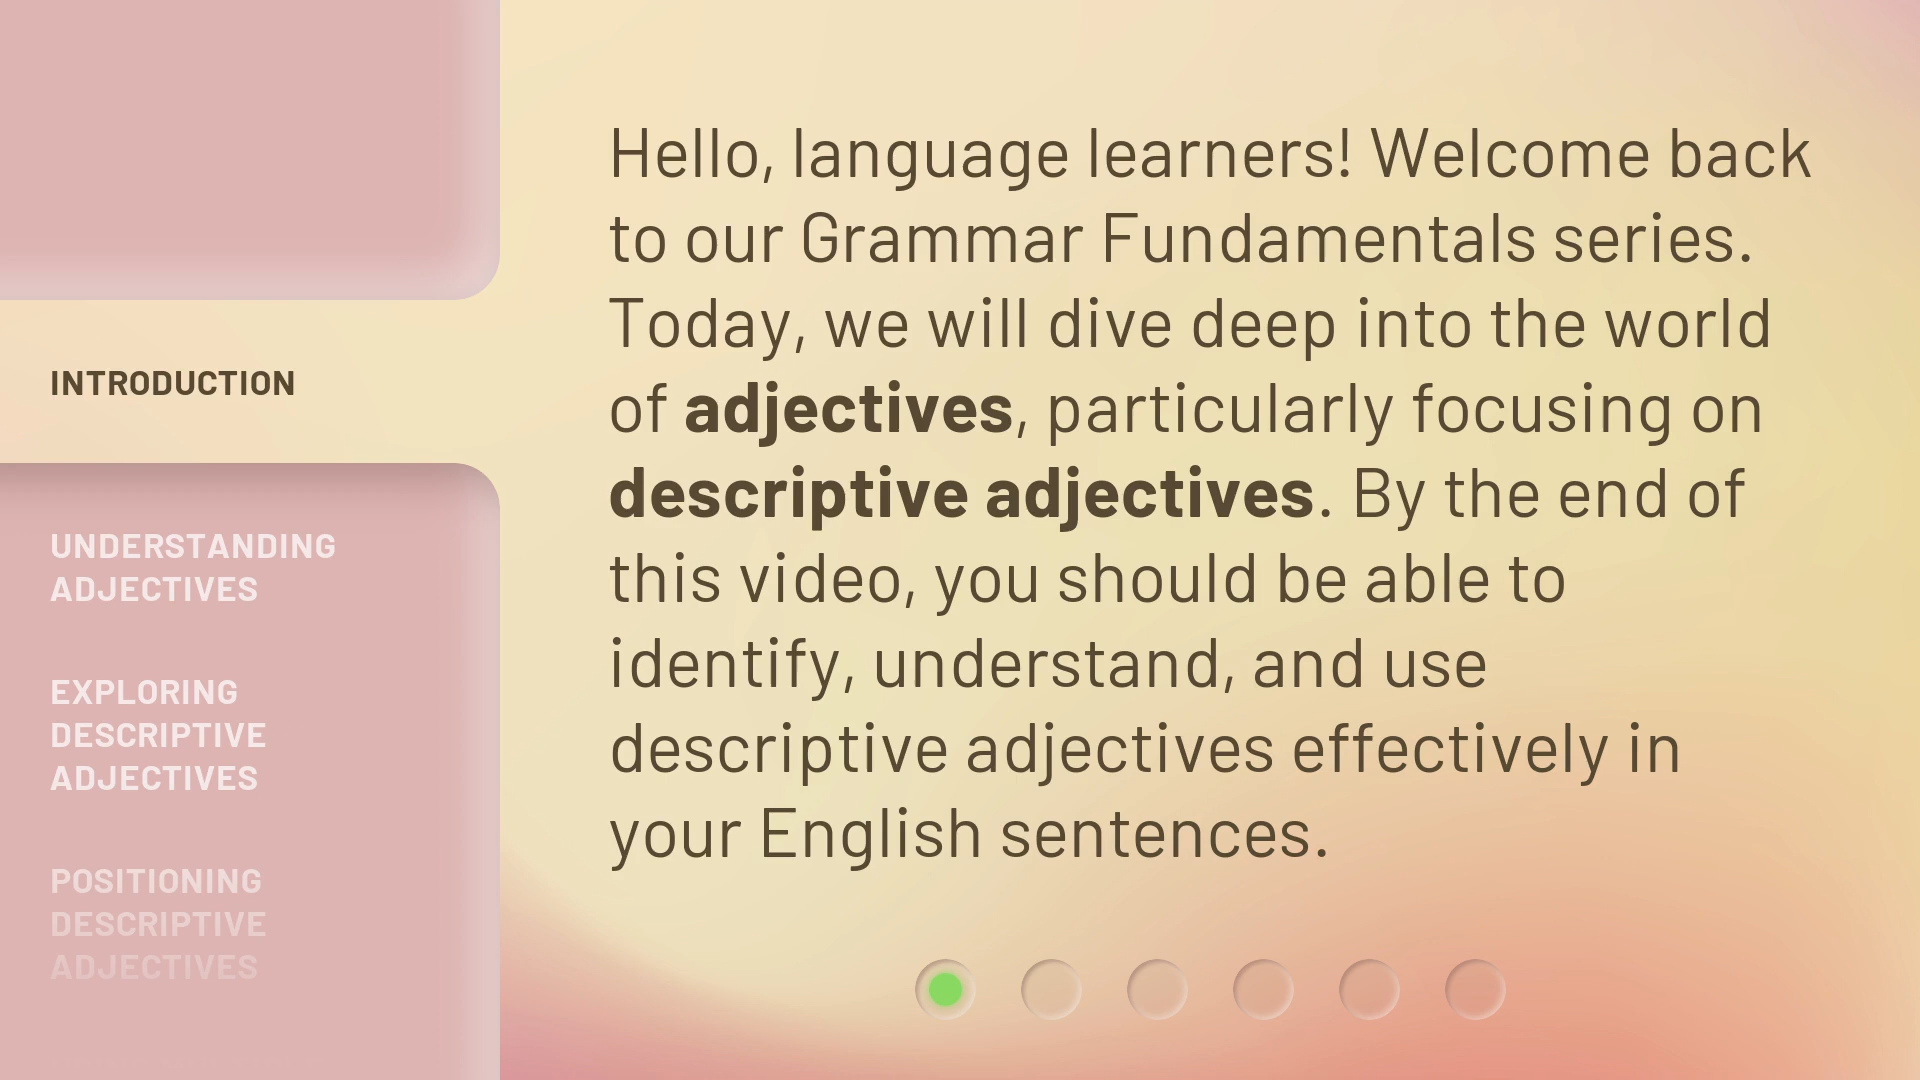 INTRODUCTION
UNDERSTANDING
ADJECTIVES
EXPLORING
DESCRIPTIVE
ADJECTIVES
POSITIONING
DESCRIPTIVE
ADJECTIVES
Hello, language learners! Welcome back
to our Grammar Fundamentals series.
Today, we will dive deep into the world
of adjectives, particularly focusing on
descriptive adjectives. By the end of
this video, you should be able to
identify, understand, and use
descriptive adjectives effectively in
your English sentences.